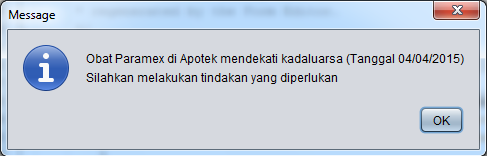 Message
Obat Paramex di Apotek mendekati kadaluarsa (Tanggal 04/04/2015)
Silahkan melakukan tindakan yang diperlukan
OK